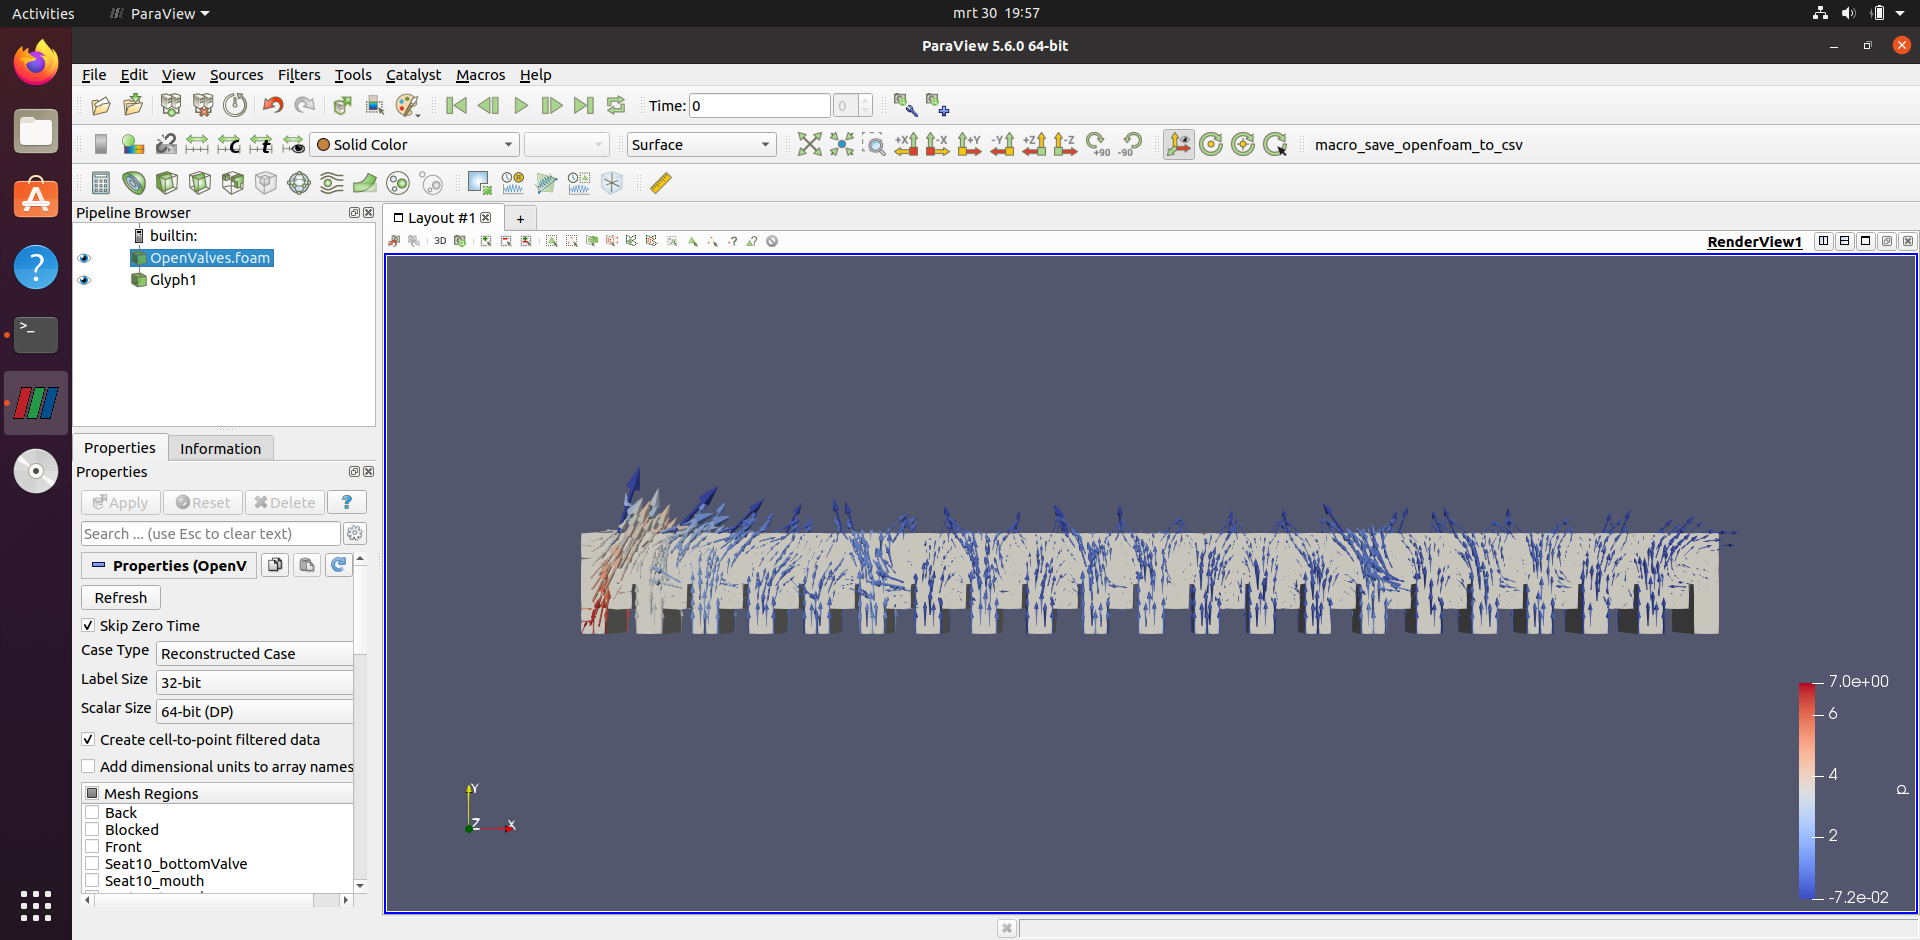 Activities ParaView mrt 30 19:57
ParaView 5.6.0 64-bit
File Edit View Sources Filters Tools Catalyst Macros Help
Time: 0 0
Solid Color Surface +X -X +Y -Y +Z -Z +90 -90 macro_save_openfoam_to_csv
Pipeline Browser
builtin:
OpenValves.foam
Glyph1
Layout #1 +
3D RenderView1
Properties Information
Properties
Apply Reset Delete ?
Search ... (use Esc to clear text)
Properties (OpenV
Refresh
Skip Zero Time
Case Type Reconstructed Case
Label Size 32-bit
Scalar Size 64-bit (DP)
Create cell-to-point filtered data
Add dimensional units to array names
Mesh Regions
Back
Blocked
Front
Seat10_bottomValve
Seat10_mouth
Y
Z X
7.0e+00
6
4
p
2
-7.2e-02